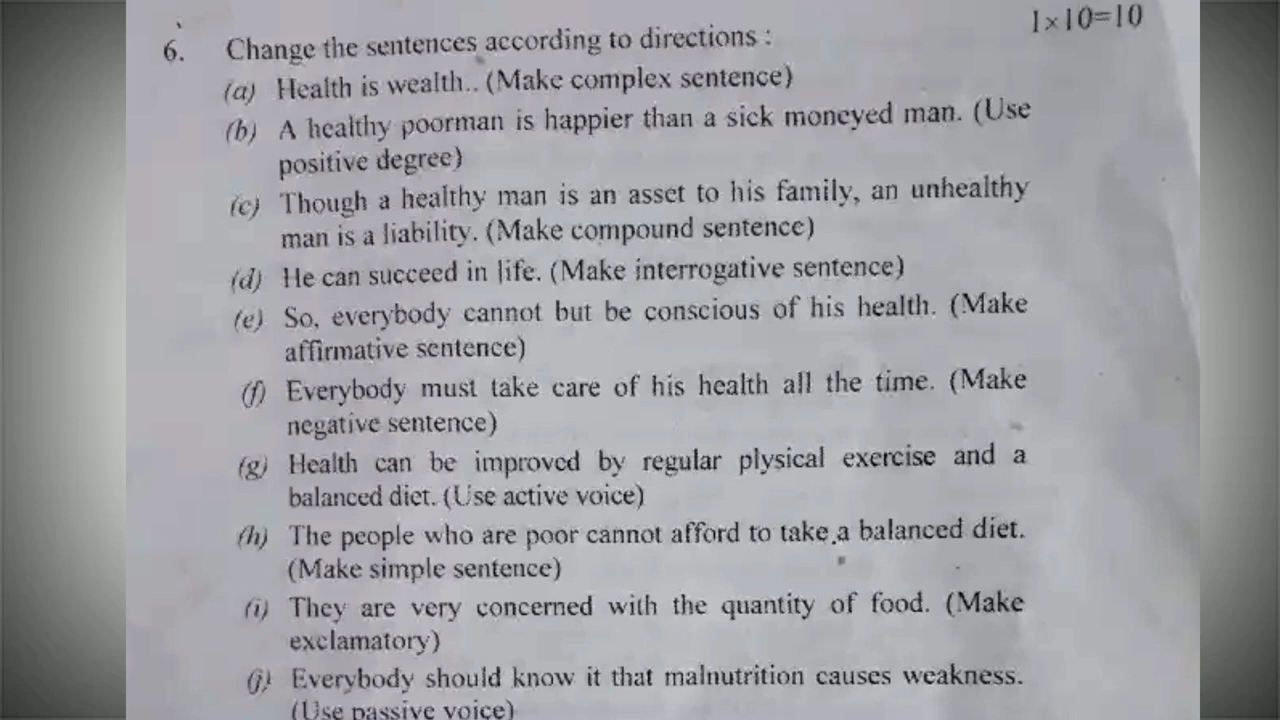 1×10=10
6. Change the sentences according to directions :
(a) Health is wealth.. (Make complex sentence)
(b) A healthy poorman is happier than a sick moneyed man. (Use
positive degree)
(c) Though a healthy man is an asset to his family, an unhealthy
man is a liability. (Make compound sentence)
(d) He can succeed in life. (Make interrogative sentence)
(e) So, everybody cannot but be conscious of his health. (Make
affirmative sentence)
(f) Everybody must take care of his health all the time. (Make
negative sentence)
(g) Health can be improved by regular plysical exercise and a
balanced diet. (Use active voice)
(h) The people who are poor cannot afford to take a balanced diet.
(Make simple sentence)
(i) They are very concerned with the quantity of food. (Make
exclamatory)
(j) Everybody should know it that malnutrition causes weakness.
(Use passive voice)